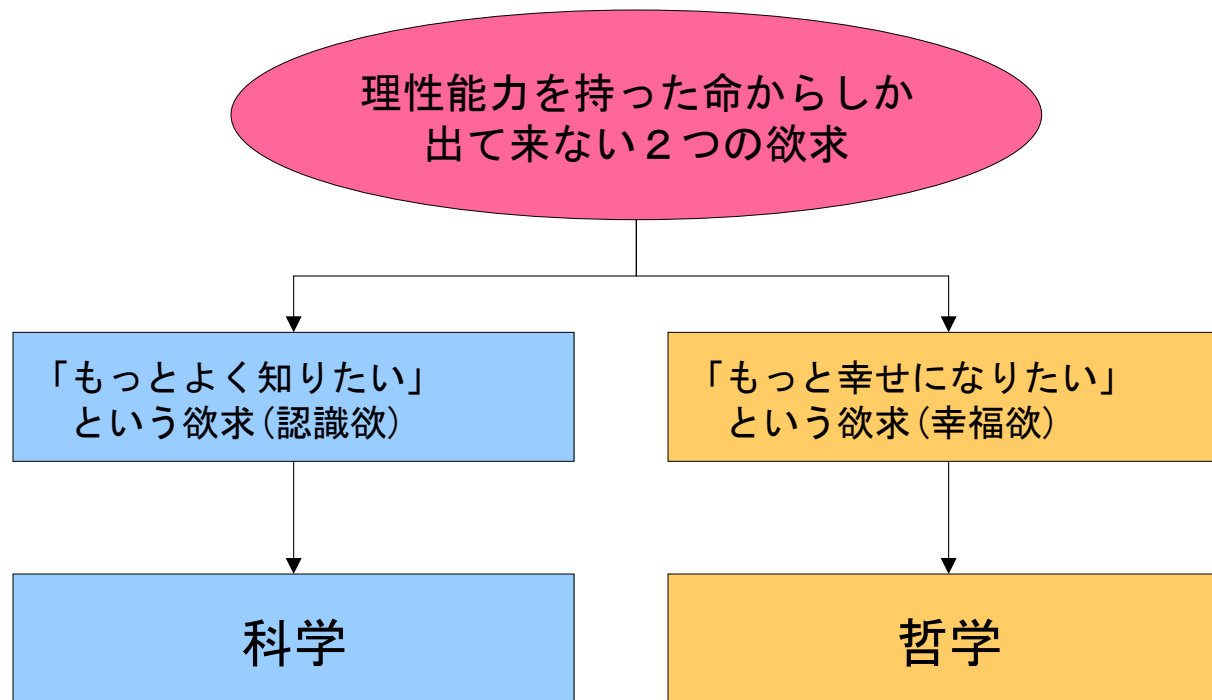 理性能力を持った命からしか
出て来ない２つの欲求
「もっとよく知りたい」
という欲求(認識欲)
「もっと幸せになりたい」
という欲求(幸福欲)
科学
哲学